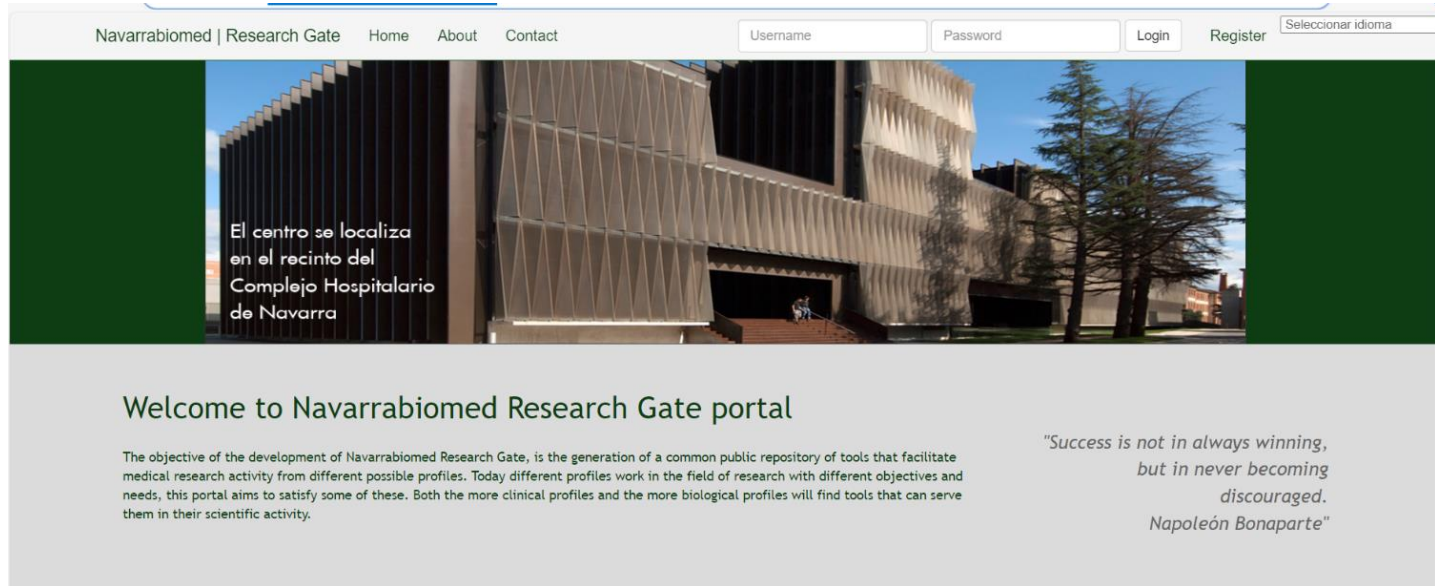 Navarrabiomed | Research Gate Home About Contact Username Password Login Register Seleccionar idioma
El centro se localiza
en el recinto del
Complejo Hospitalario
de Navarra
Welcome to Navarrabiomed Research Gate portal
The objective of the development of Navarrabiomed Research Gate, is the generation of a common public repository of tools that facilitate
medical research activity from different possible profiles. Today different profiles work in the field of research with different objectives and
needs, this portal aims to satisfy some of these. Both the more clinical profiles and the more biological profiles will find tools that can serve
them in their scientific activity.
"Success is not in always winning,
but in never becoming
discouraged.
Napoleón Bonaparte"